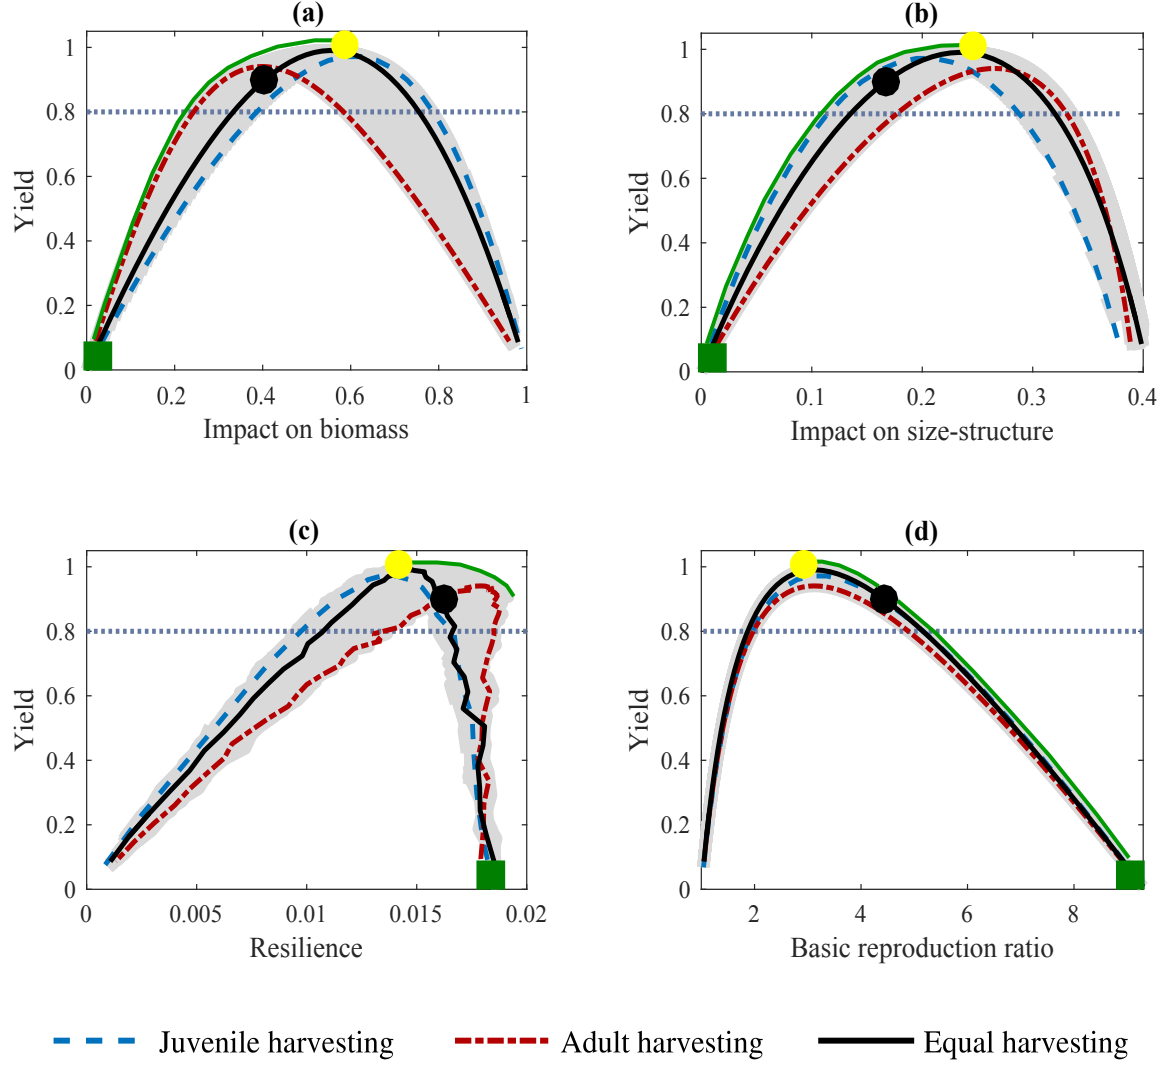 (a)
1
0.8
0.6
0.4
0.2
0
Yield
0 0.2 0.4 0.6 0.8 1
Impact on biomass
(b)
1
0.8
0.6
0.4
0.2
0
Yield
0 0.1 0.2 0.3 0.4
Impact on size-structure
(c)
1
0.8
0.6
0.4
0.2
0
Yield
0 0.005 0.01 0.015 0.02
Resilience
(d)
1
0.8
0.6
0.4
0.2
0
Yield
2 4 6 8
Basic reproduction ratio
Juvenile harvesting Adult harvesting Equal harvesting